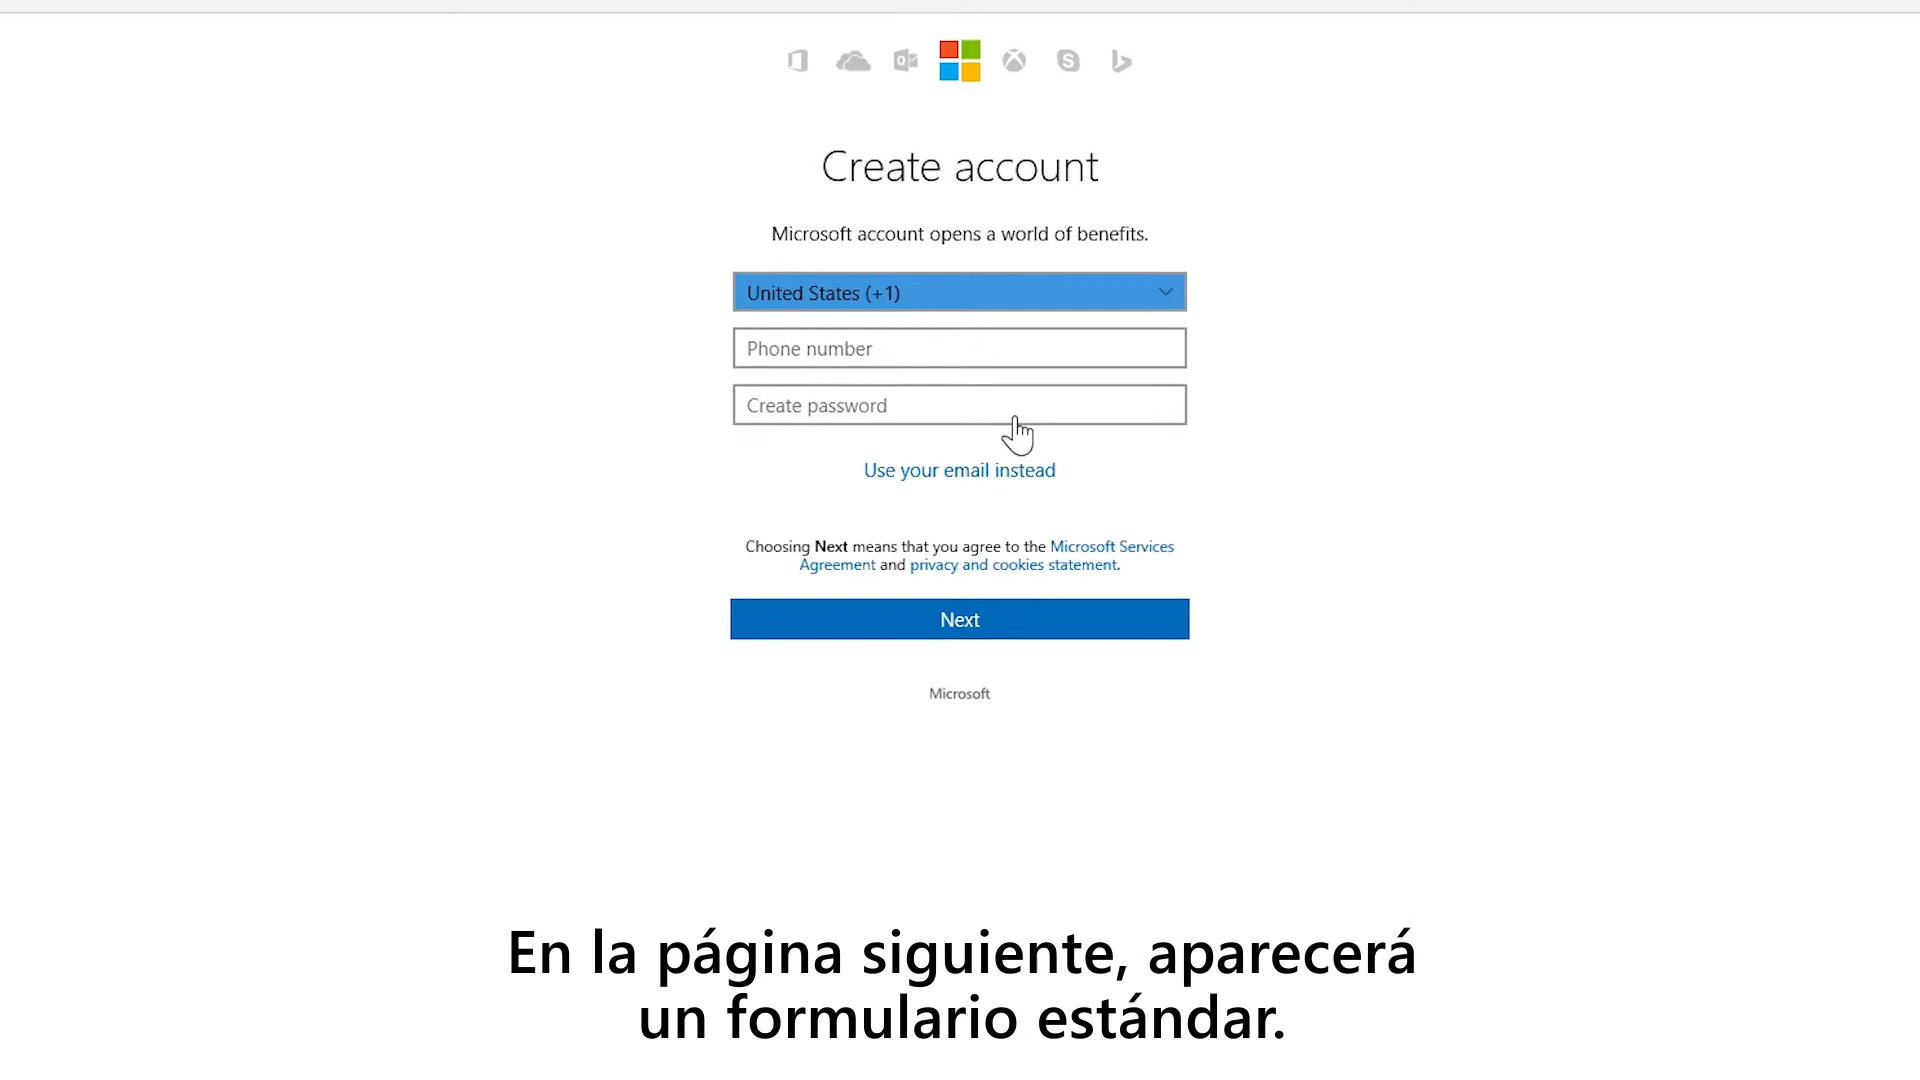 Create account
Microsoft account opens a world of benefits.
United States (+1)
Phone number
Create password
Use your email instead
Choosing Next means that you agree to the Microsoft Services
Agreement and privacy and cookies statement.
Next
Microsoft
En la página siguiente, aparecerá
un formulario estándar.